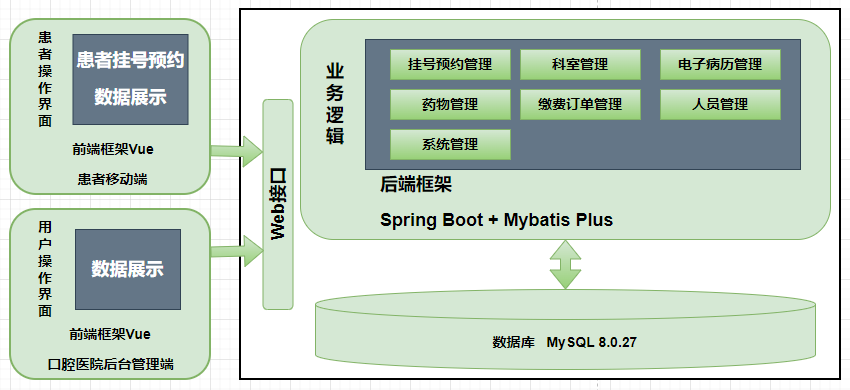 患者操作界面
患者挂号预约
数据展示
前端框架Vue
患者移动端
用户操作界面
数据展示
前端框架Vue
口腔医院后台管理端
Web接口
业务逻辑
挂号预约管理
科室管理
电子病历管理
药物管理
缴费订单管理
人员管理
系统管理
后端框架
Spring Boot + Mybatis Plus
数据库 MySQL 8.0.27